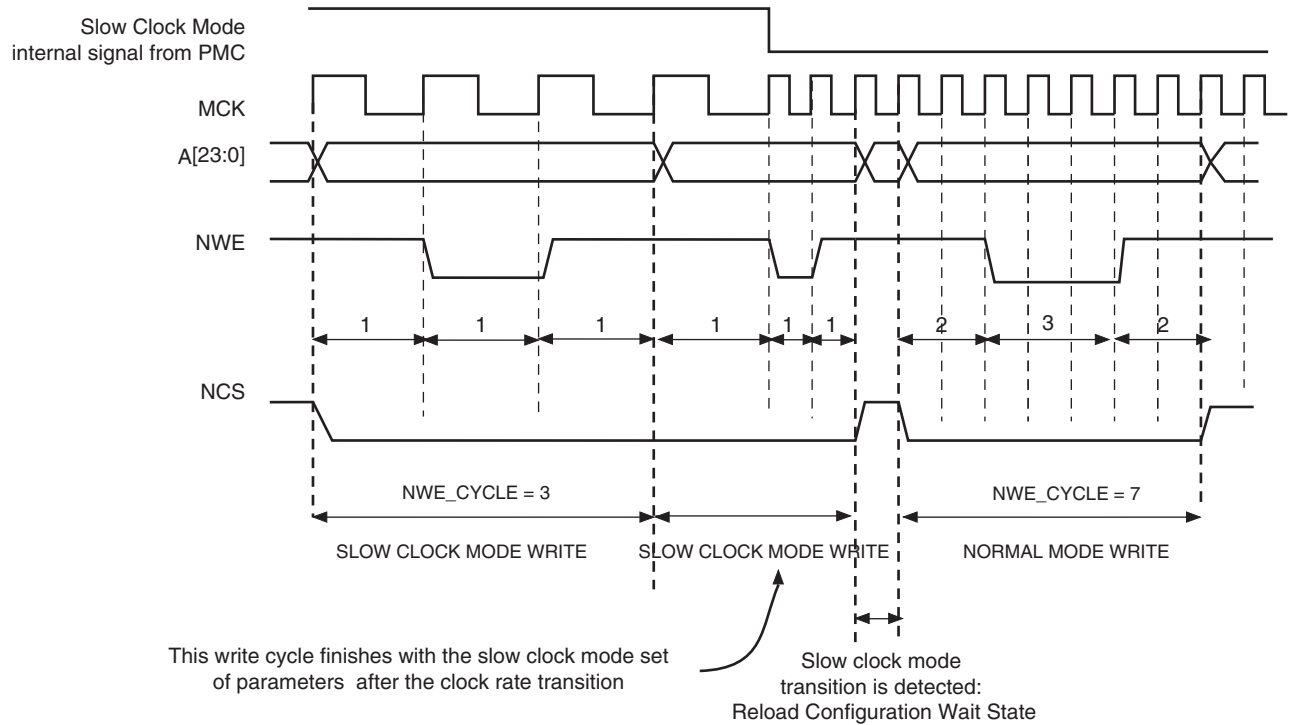 Slow Clock Mode
internal signal from PMC
MCK
A[23:0]
NWE
1 1 1 1 1 1 2 3 2
NCS
NWE_CYCLE = 3 NWE_CYCLE = 7
SLOW CLOCK MODE WRITE SLOW CLOCK MODE WRITE NORMAL MODE WRITE
This write cycle finishes with the slow clock mode set
of parameters after the clock rate transition
Slow clock mode
transition is detected:
Reload Configuration Wait State